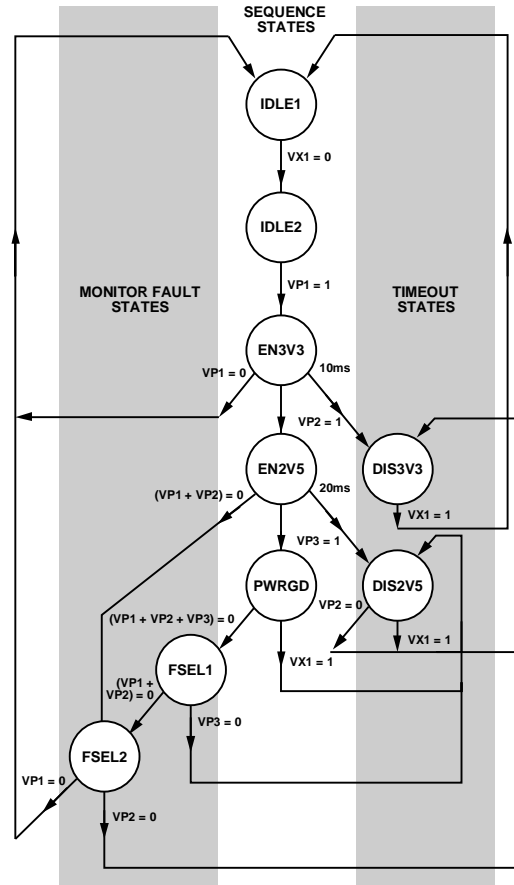 SEQUENCE
STATES
IDLE1
VX1 = 0
IDLE2
MONITOR FAULT
STATES
TIMEOUT
STATES
VP1 = 1
EN3V3
VP1 = 0
10ms
VP2 = 1
EN2V5
DIS3V3
(VP1 + VP2) = 0
20ms
VX1 = 1
VP3 = 1
PWRGD
DIS2V5
VP2 = 0
(VP1 + VP2 + VP3) = 0
VX1 = 1
VX1 = 1
FSEL1
(VP1 +
VP2) = 0
VP3 = 0
FSEL2
VP1 = 0
VP2 = 0